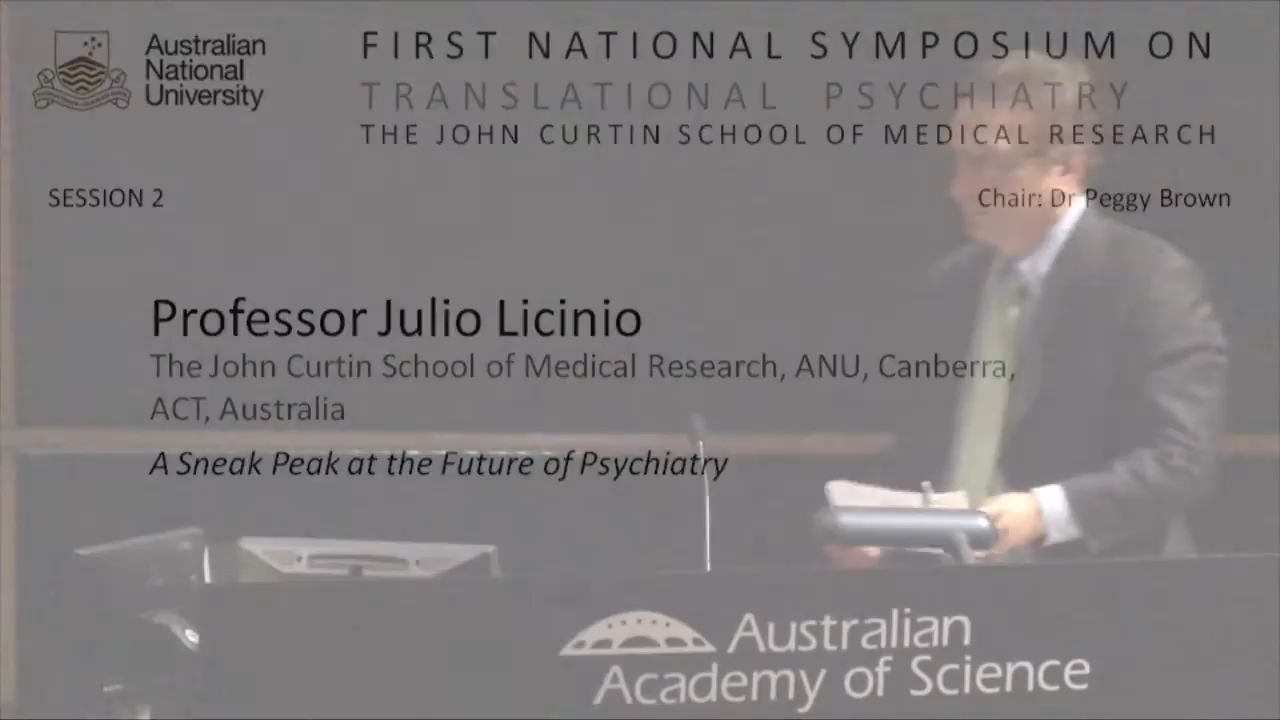 Australian
National
University
FIRST NATIONAL SYMPOSIUM ON
TRANSLATIONAL PSYCHIATRY
THE JOHN CURTIN SCHOOL OF MEDICAL RESEARCH
SESSION 2
Chair: Dr Peggy Brown
Professor Julio Licinio
The John Curtin School of Medical Research, ANU, Canberra,
ACT, Australia
A Sneak Peak at the Future of Psychiatry
Australian
Academy of Science